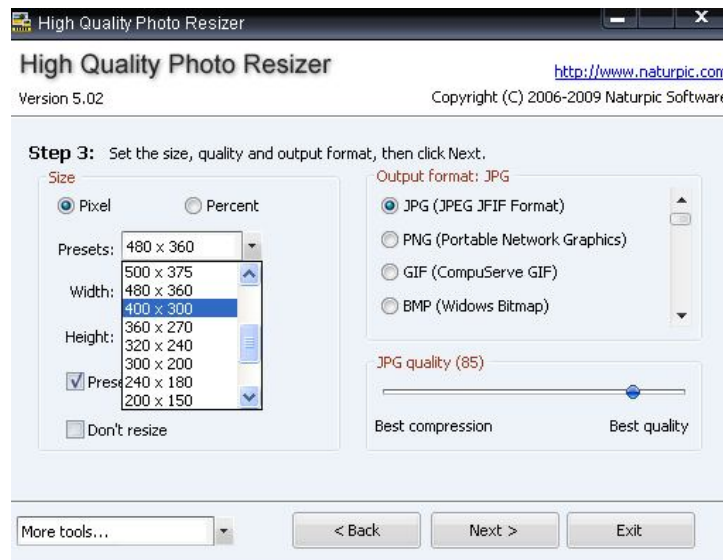 High Quality Photo Resizer
X
High Quality Photo Resizer
http://www.naturpic.com
Version 5.02
Copyright (C) 2006-2009 Naturpic Software
Step 3: Set the size, quality and output format, then click Next.
Size
Pixel
Percent
Presets: 480 x 360
500 x 375
480 x 360
Width:
400 x 300
360 x 270
Height:
320 x 240
300 x 200
Prese
240 x 180
200 x 150
Don't resize
Output format: JPG
JPG (JPEG JFIF Format)
PNG (Portable Network Graphics)
GIF (CompuServe GIF)
BMP (Widows Bitmap)
JPG quality (85)
Best compression
Best quality
More tools...
< Back
Next >
Exit